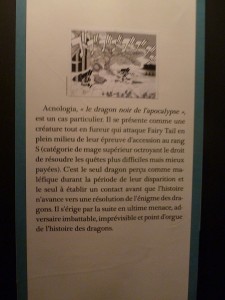 Acnologia, « le dragon noir de l'apocalypse »,
est un cas particulier. Il se présente comme une
créature tout en fureur qui attaque Fairy Tail en
plein milieu de leur épreuve d'accession au rang
S (catégorie de mage supérieur octroyant le droit
de résoudre les quêtes plus difficiles mais mieux
payées). C'est le seul dragon perçu comme ma-
léfique durant la période de leur disparition et
le seul à établir un contact avant que l'histoire
n'avance vers une résolution de l'énigme des dra-
gons. Il s'érige par la suite en ultime menace, ad-
versaire imbattable, imprévisible et point d'orgue
de l'histoire des dragons.